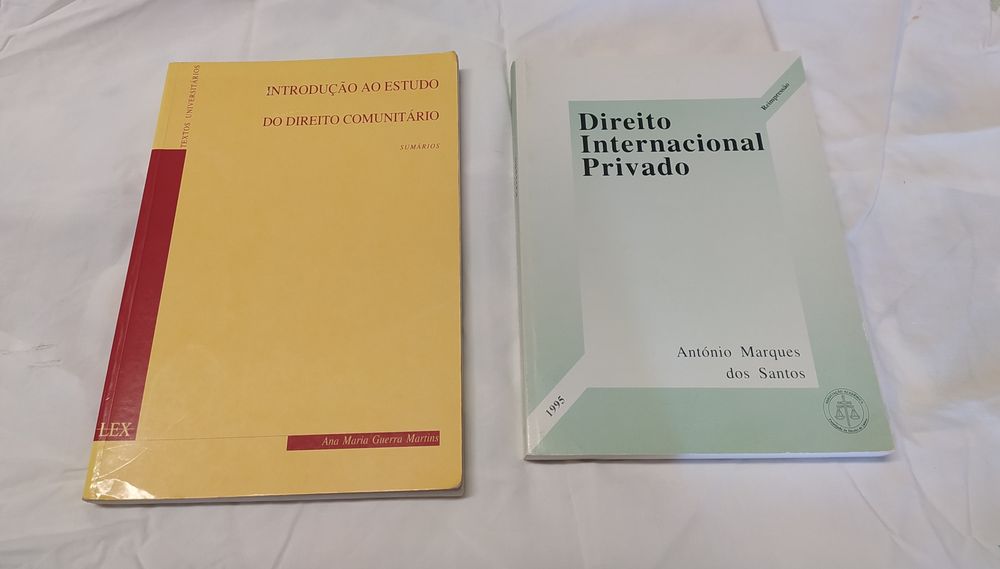 TEXTOS UNIVERSITÁRIOS
INTRODUÇÃO AO ESTUDO
DO DIREITO COMUNITÁRIO
SUMÁRIOS
LEX
Ana Maria Guerra Martins
Reimpressão
Direito
Internacional
Privado
António Marques
dos Santos
1995